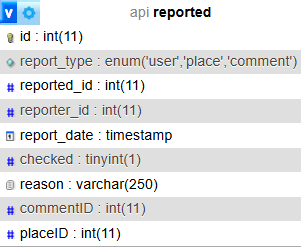 v api reported
id : int(11)
report_type : enum('user','place','comment')
reported_id : int(11)
reporter_id : int(11)
report_date : timestamp
checked : tinyint(1)
reason : varchar(250)
commentID : int(11)
placeID : int(11)